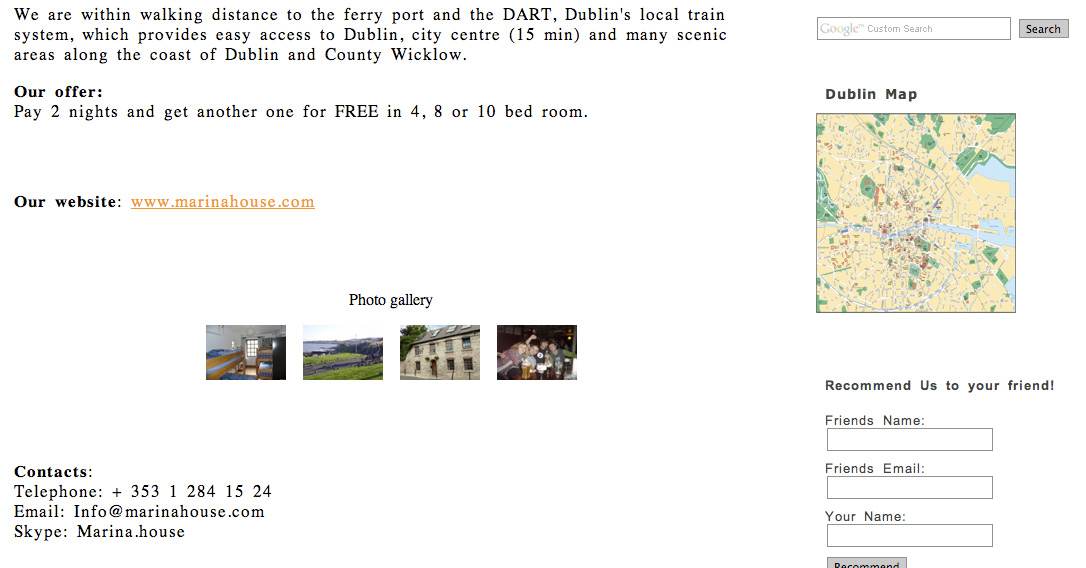 We are within walking distance to the ferry port and the DART, Dublin's local train
system, which provides easy access to Dublin, city centre (15 min) and many scenic
areas along the coast of Dublin and County Wicklow.
Our offer:
Pay 2 nights and get another one for FREE in 4, 8 or 10 bed room.
Our website: www.marinahouse.com
Photo gallery
Contacts:
Telephone: + 353 1 284 15 24
Email: Info@marinahouse.com
Skype: Marina.house
Google™ Custom Search
Search
Dublin Map
Recommend Us to your friend!
Friends Name:
Friends Email:
Your Name:
Recommend